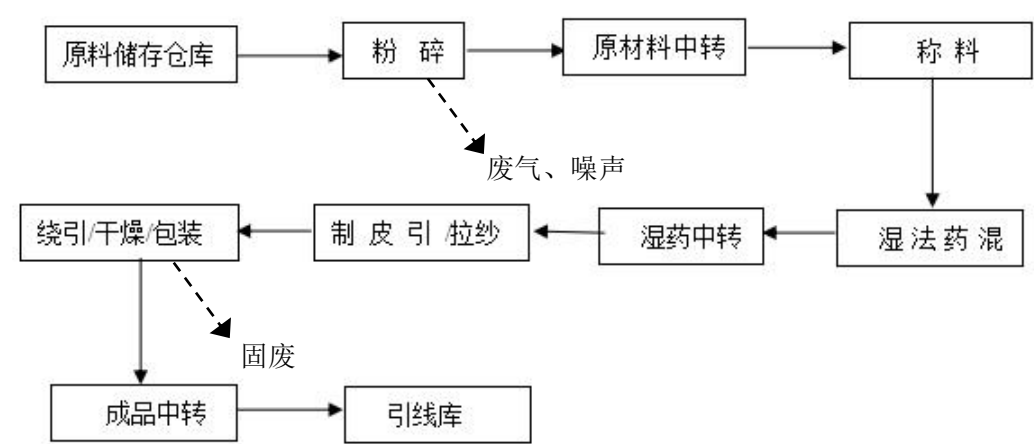 原料储存仓库
粉 碎
原材料中转
称 料
废气、噪声
绕引/干燥/包装
制 皮 引 /拉纱
湿药中转
湿 法 药 混
固废
成品中转
引线库